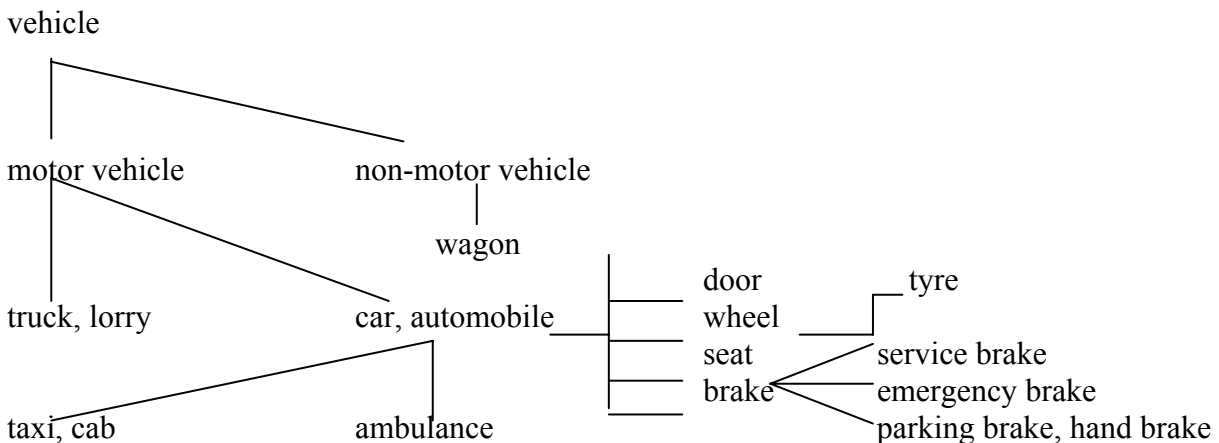 vehicle
motor vehicle
non-motor vehicle
wagon
door
tyre
truck, lorry
car, automobile
wheel
seat
service brake
brake
emergency brake
taxi, cab
ambulance
parking brake, hand brake